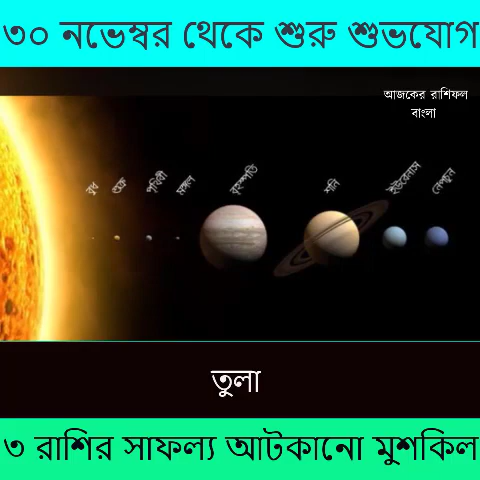 ৩০ নভেম্বর থেকে শুরু শুভযোগ
আজকের রাশিফল
বাংলা
বুধ
শুক্র
পৃথিবী
মঙ্গল
বৃহস্পতি
শনি
ইউরেনাস
নেপচুন
তুলা
৩ রাশির সাফল্য আটকানো মুশকিল